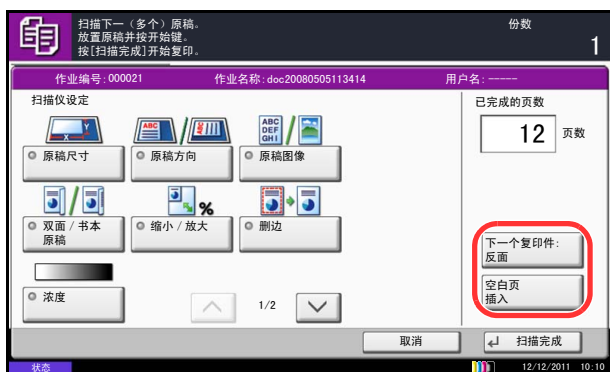 扫描下一（多个）原稿。
放置原稿并按开始键。
按[扫描完成]开始复印。
份数
1
作业编号: 000021
作业名称: doc20080505113414
用户名: -----
扫描仪设定
已完成的页数
12 页数
ABC
ABC
DEF
GHI
原稿尺寸
原稿方向
原稿图像
%
双面 / 书本
原稿
缩小 / 放大
删边
下一个复印件:
反面
空白页
插入
浓度
1/2
取消
扫描完成
状态
12/12/2011 10:10